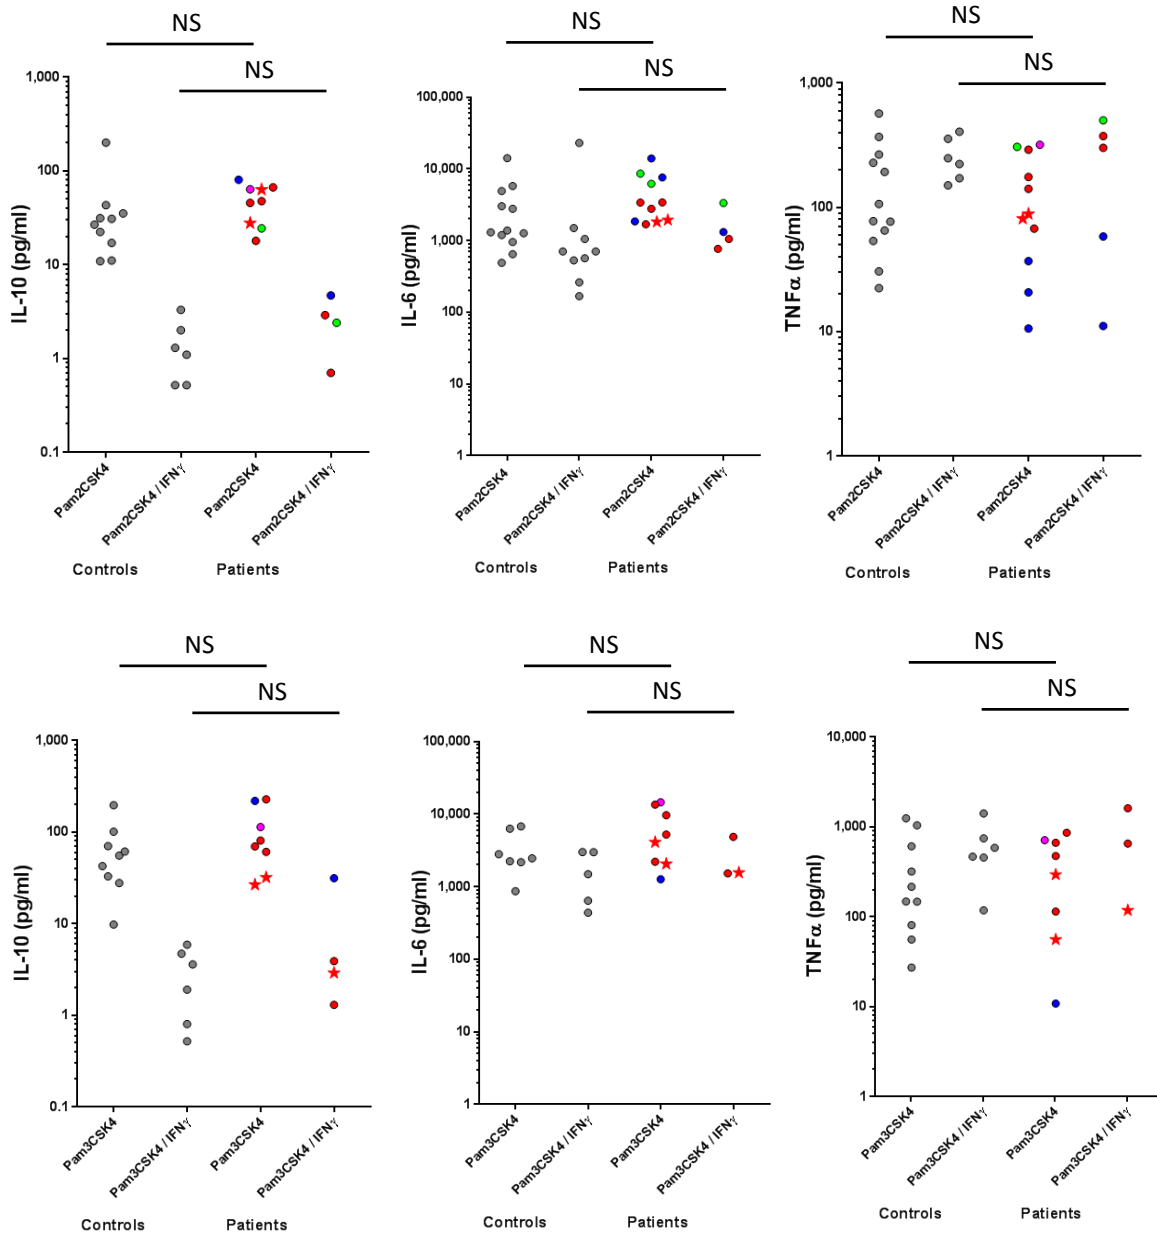 NS
NS
1,000
100
10
1
0.1
IL-10 (pg/ml)
Pam2CSK4
Pam2CSK4 / IFNγ
Pam2CSK4
Pam2CSK4 / IFNγ
Controls
Patients
NS
NS
100,000
10,000
1,000
100
10
1
IL-6 (pg/ml)
Pam2CSK4
Pam2CSK4 / IFNγ
Pam2CSK4
Pam2CSK4 / IFNγ
Controls
Patients
NS
NS
1,000
100
10
1
TNFα (pg/ml)
Pam2CSK4
Pam2CSK4 / IFNγ
Pam2CSK4
Pam2CSK4 / IFNγ
Controls
Patients
NS
NS
1,000
100
10
1
0.1
IL-10 (pg/ml)
Pam3CSK4
Pam3CSK4 / IFNγ
Pam3CSK4
Pam3CSK4 / IFNγ
Controls
Patients
NS
NS
100,000
10,000
1,000
100
10
1
IL-6 (pg/ml)
Pam3CSK4
Pam3CSK4 / IFNγ
Pam3CSK4
Pam3CSK4 / IFNγ
Controls
Patients
NS
NS
10,000
1,000
100
10
1
TNFα (pg/ml)
Pam3CSK4
Pam3CSK4 / IFNγ
Pam3CSK4
Pam3CSK4 / IFNγ
Controls
Patients